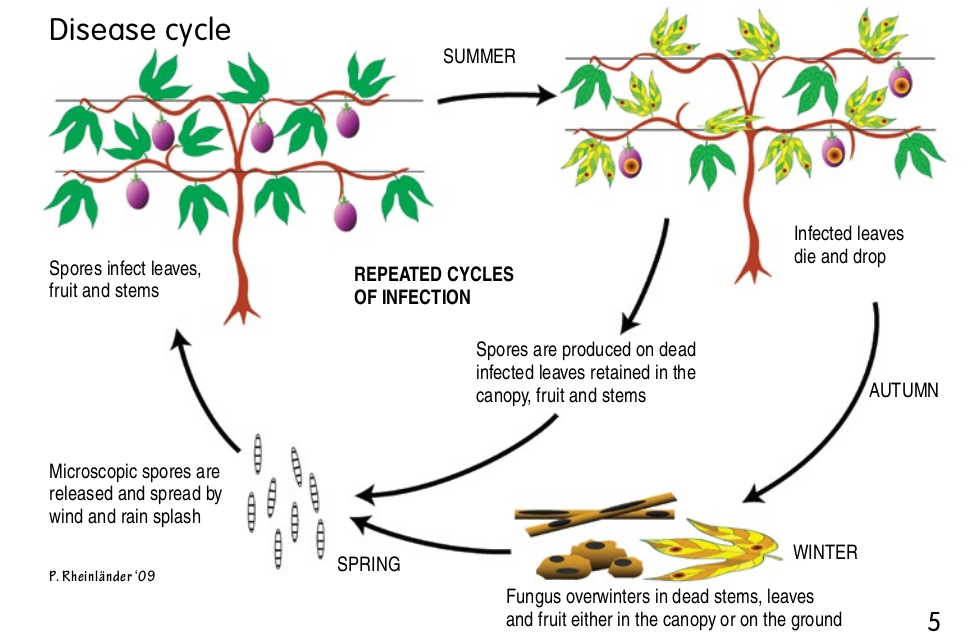 Disease cycle
SUMMER
Spores infect leaves,
fruit and stems
REPEATED CYCLES
OF INFECTION
Infected leaves
die and drop
Spores are produced on dead
infected leaves retained in the
canopy, fruit and stems
AUTUMN
Microscopic spores are
released and spread by
wind and rain splash
SPRING
WINTER
P. Rheinländer ‘09
Fungus overwinters in dead stems, leaves
and fruit either in the canopy or on the ground
5